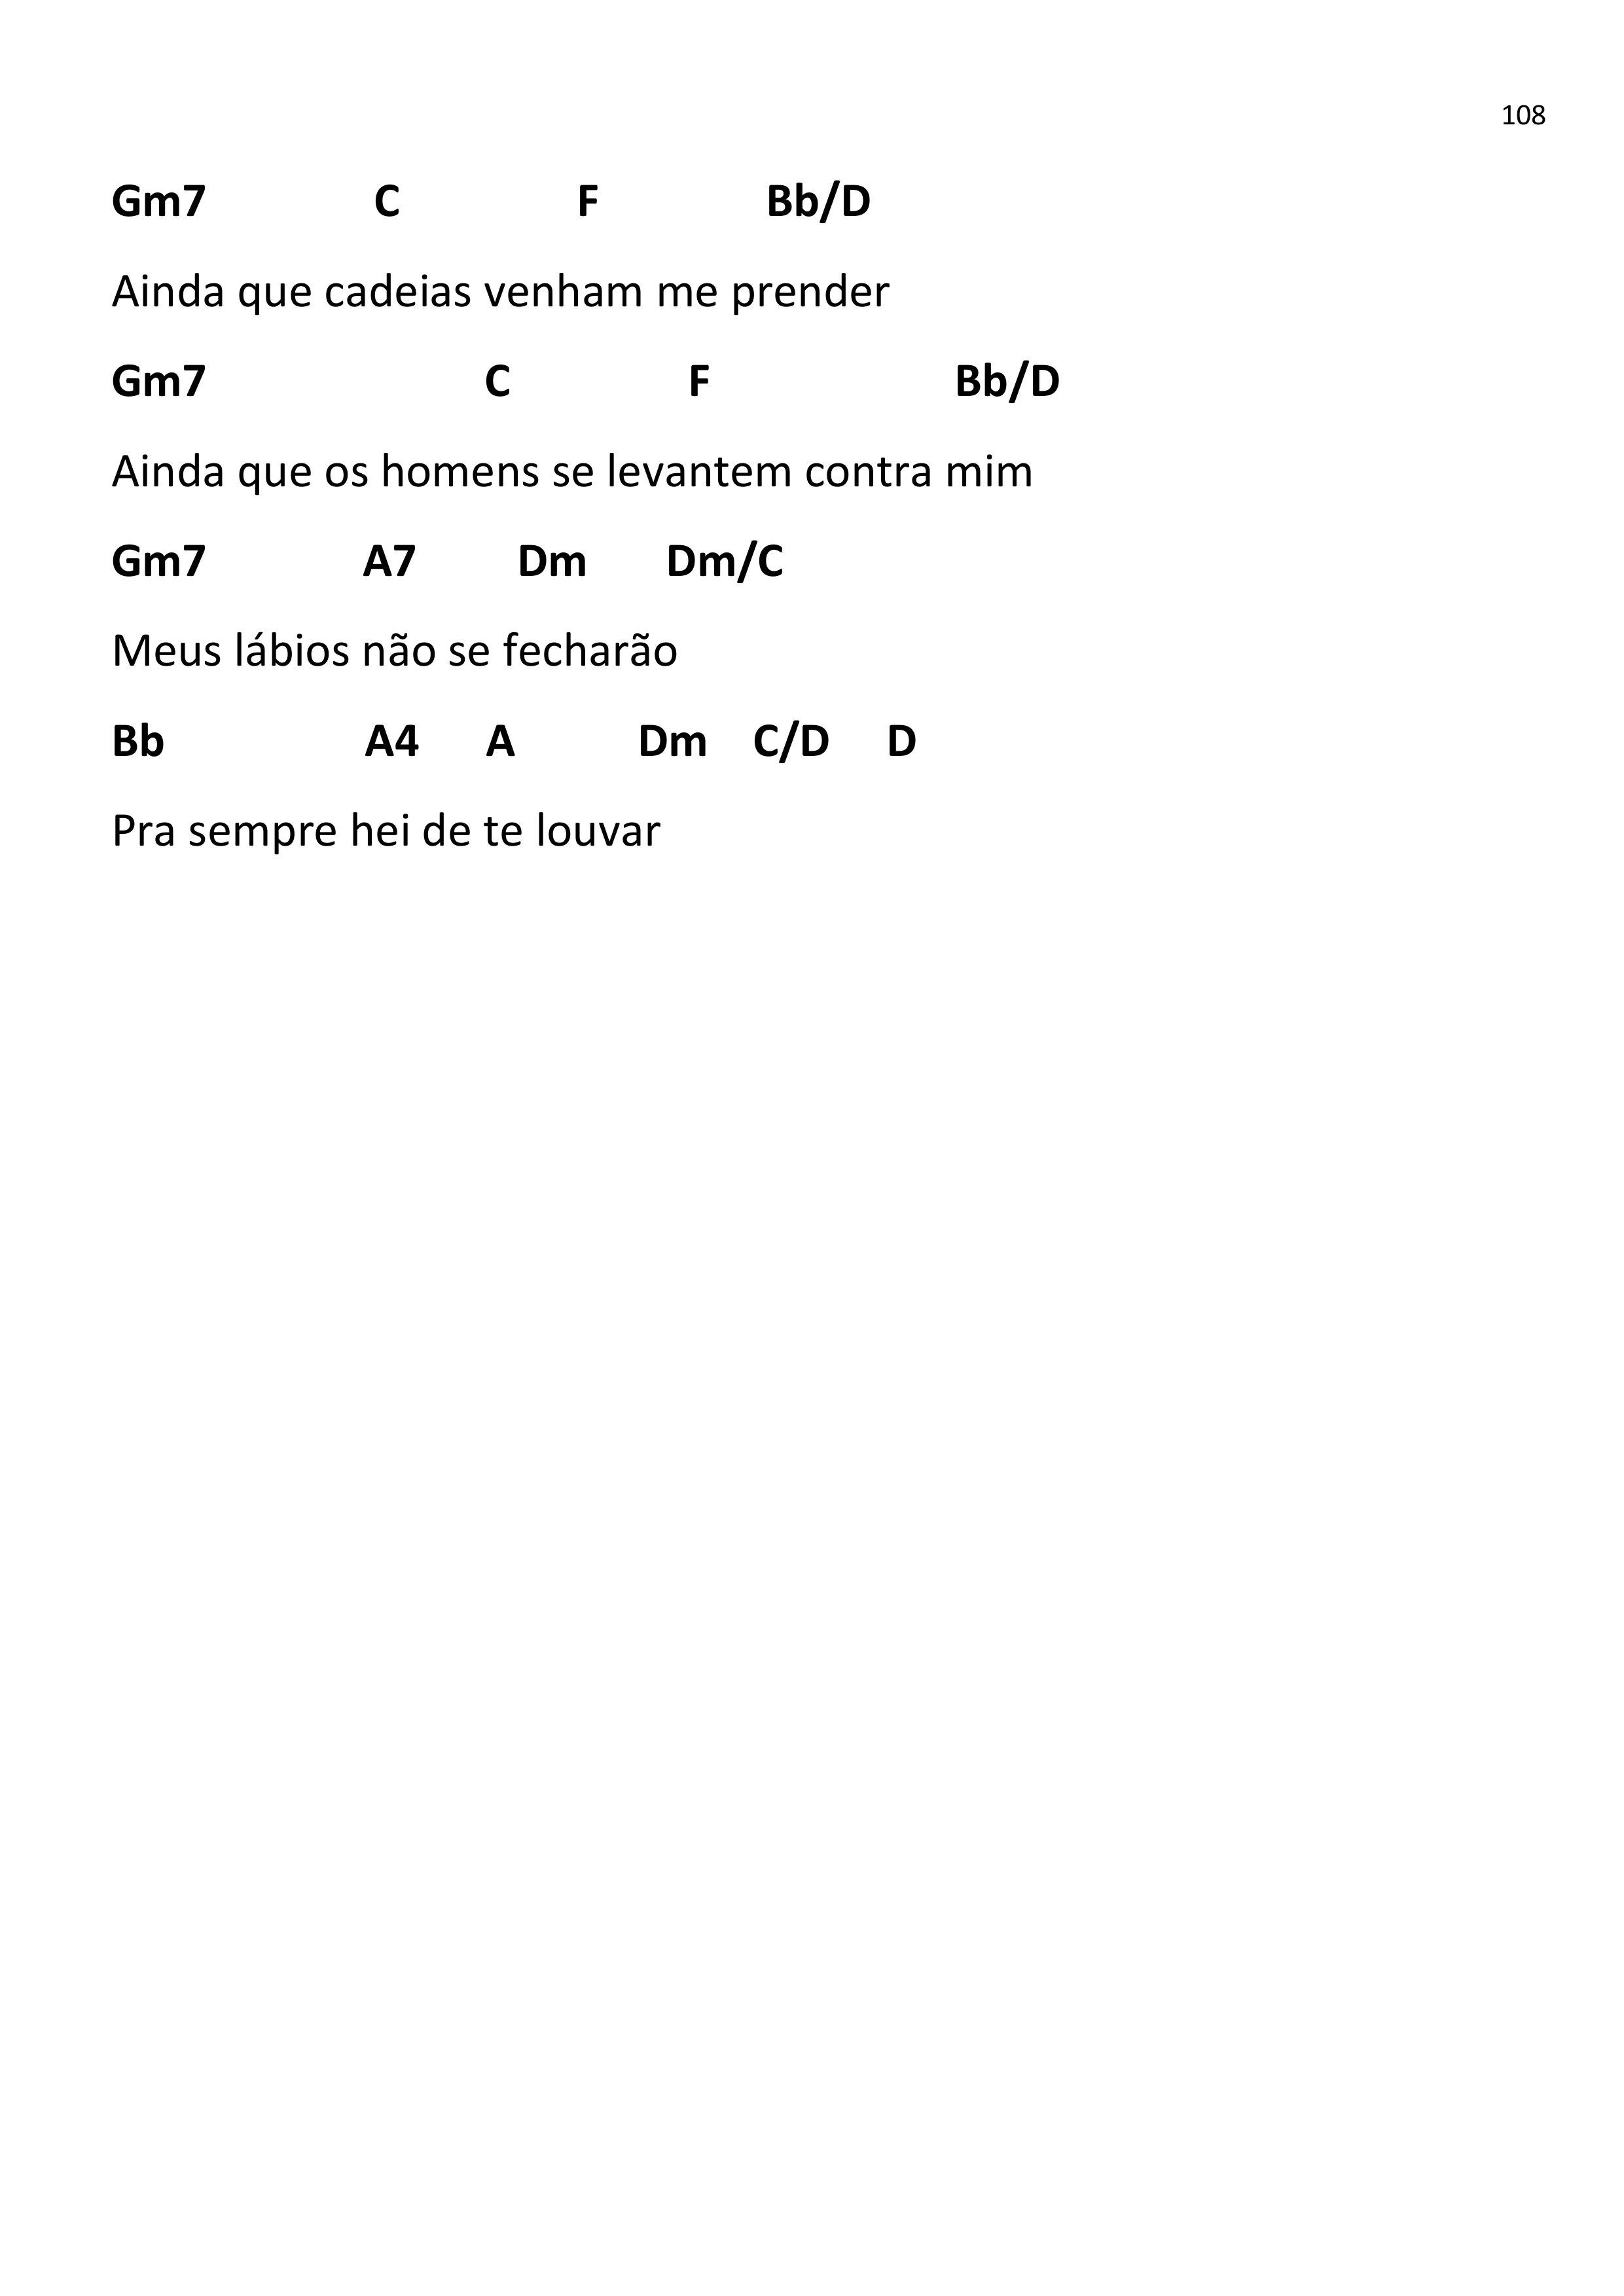 108
Gm7 C F Bb/D
Ainda que cadeias venham me prender
Gm7 C F Bb/D
Ainda que os homens se levantem contra mim
Gm7 A7 Dm Dm/C
Meus lábios não se fecharão
Bb A4 A Dm C/D D
Pra sempre hei de te louvar